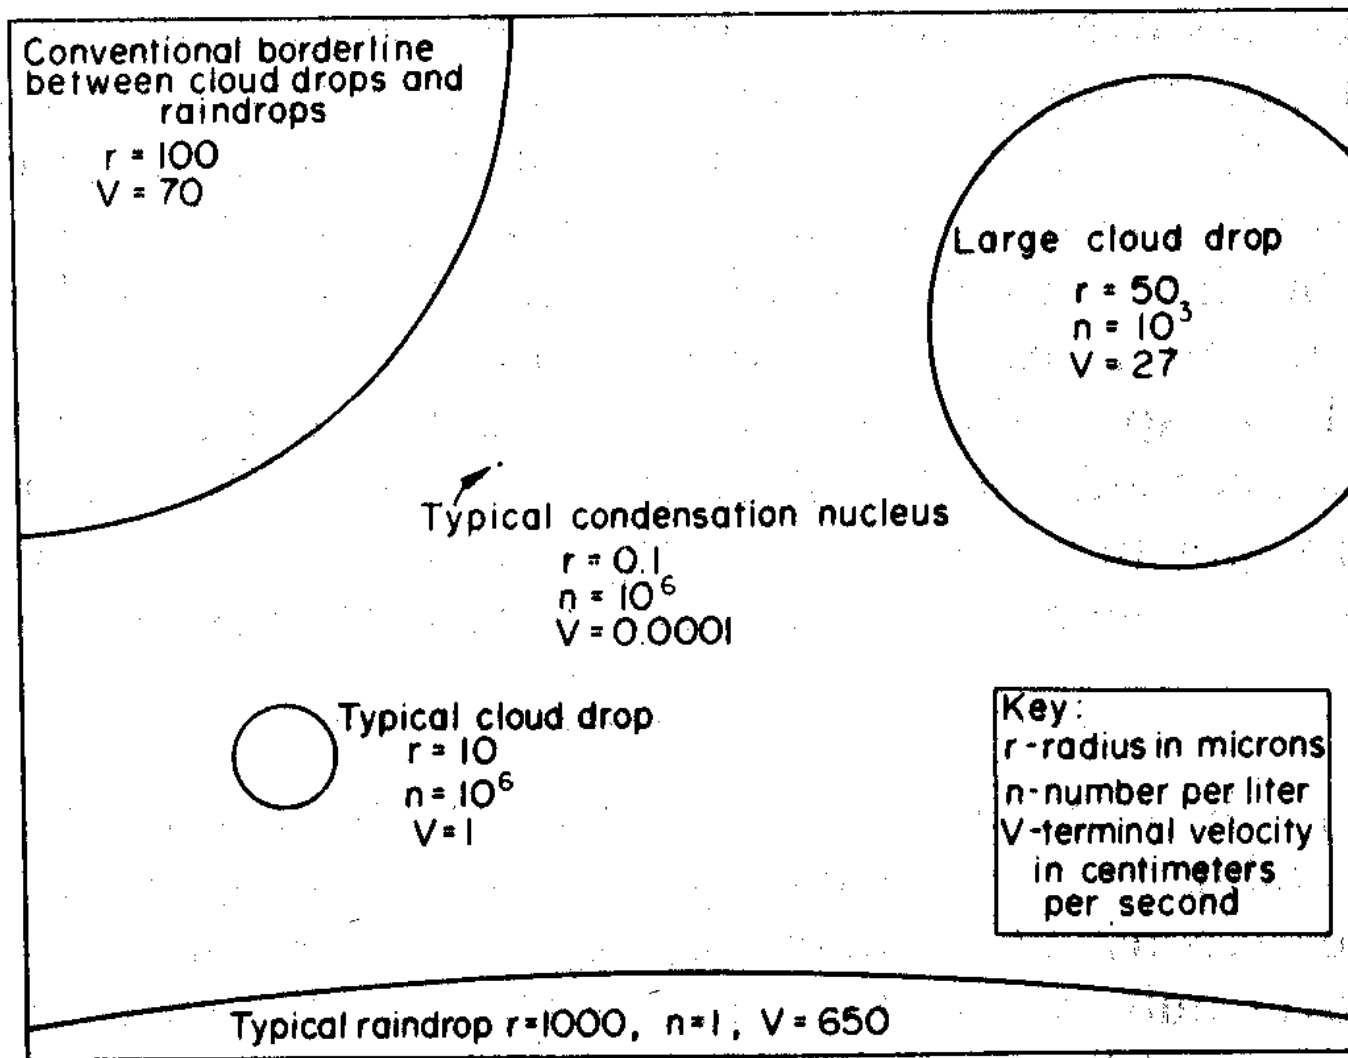 Conventional borderline
between cloud drops and
raindrops
r = 100
V = 70
Large cloud drop
r = 50
n = 10³
V = 27
Typical condensation nucleus
r = 0.1
n = 10⁶
V = 0.0001
Typical cloud drop
r = 10
n = 10⁶
V = 1
Key:
r-radius in microns
n-number per liter
V-terminal velocity
in centimeters
per second
Typical raindrop r=1000, n=1, V=650